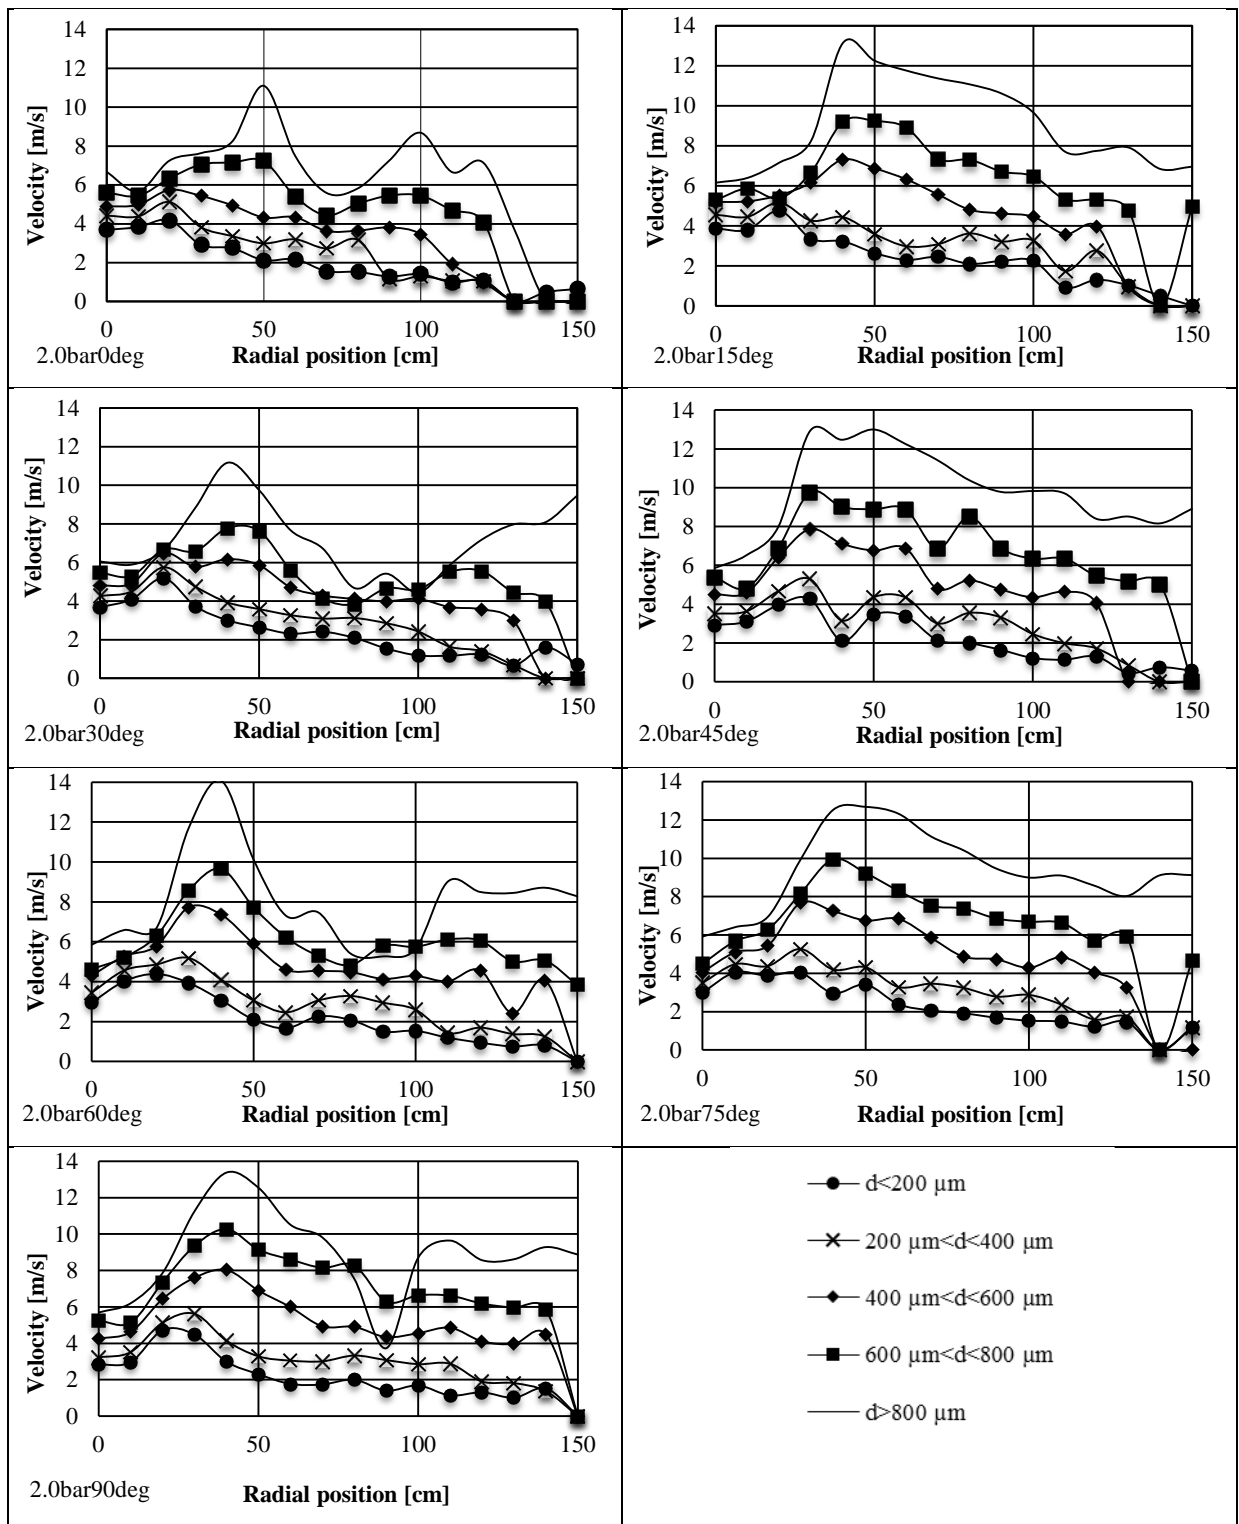 14
12
10
8
6
4
2
0
Velocity [m/s]
0 50 100 150
2.0bar0deg Radial position [cm]
14
12
10
8
6
4
2
0
Velocity [m/s]
0 50 100 150
2.0bar15deg Radial position [cm]
14
12
10
8
6
4
2
0
Velocity [m/s]
0 50 100 150
2.0bar30deg Radial position [cm]
14
12
10
8
6
4
2
0
Velocity [m/s]
0 50 100 150
2.0bar45deg Radial position [cm]
14
12
10
8
6
4
2
0
Velocity [m/s]
0 50 100 150
2.0bar60deg Radial position [cm]
14
12
10
8
6
4
2
0
Velocity [m/s]
0 50 100 150
2.0bar75deg Radial position [cm]
14
12
10
8
6
4
2
0
Velocity [m/s]
0 50 100 150
2.0bar90deg Radial position [cm]
d<200 µm
200 µm<d<400 µm
400 µm<d<600 µm
600 µm<d<800 µm
d>800 µm